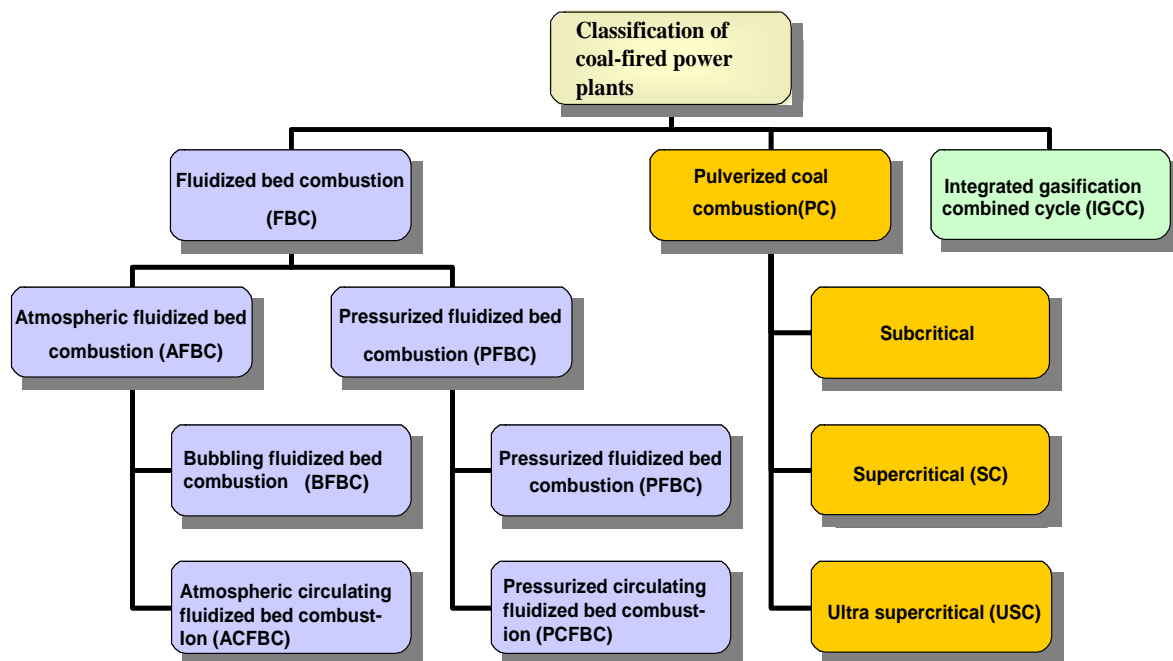 Classification of
coal-fired power
plants
Fluidized bed combustion
(FBC)
Pulverized coal
combustion(PC)
Integrated gasification
combined cycle (IGCC)
Atmospheric fluidized bed
combustion (AFBC)
Pressurized fluidized bed
combustion (PFBC)
Subcritical
Bubbling fluidized bed
combustion (BFBC)
Pressurized fluidized bed
combustion (PFBC)
Supercritical (SC)
Atmospheric circulating
fluidized bed combust-
Ion (ACFBC)
Pressurized circulating
fluidized bed combust-
ion (PCFBC)
Ultra supercritical (USC)